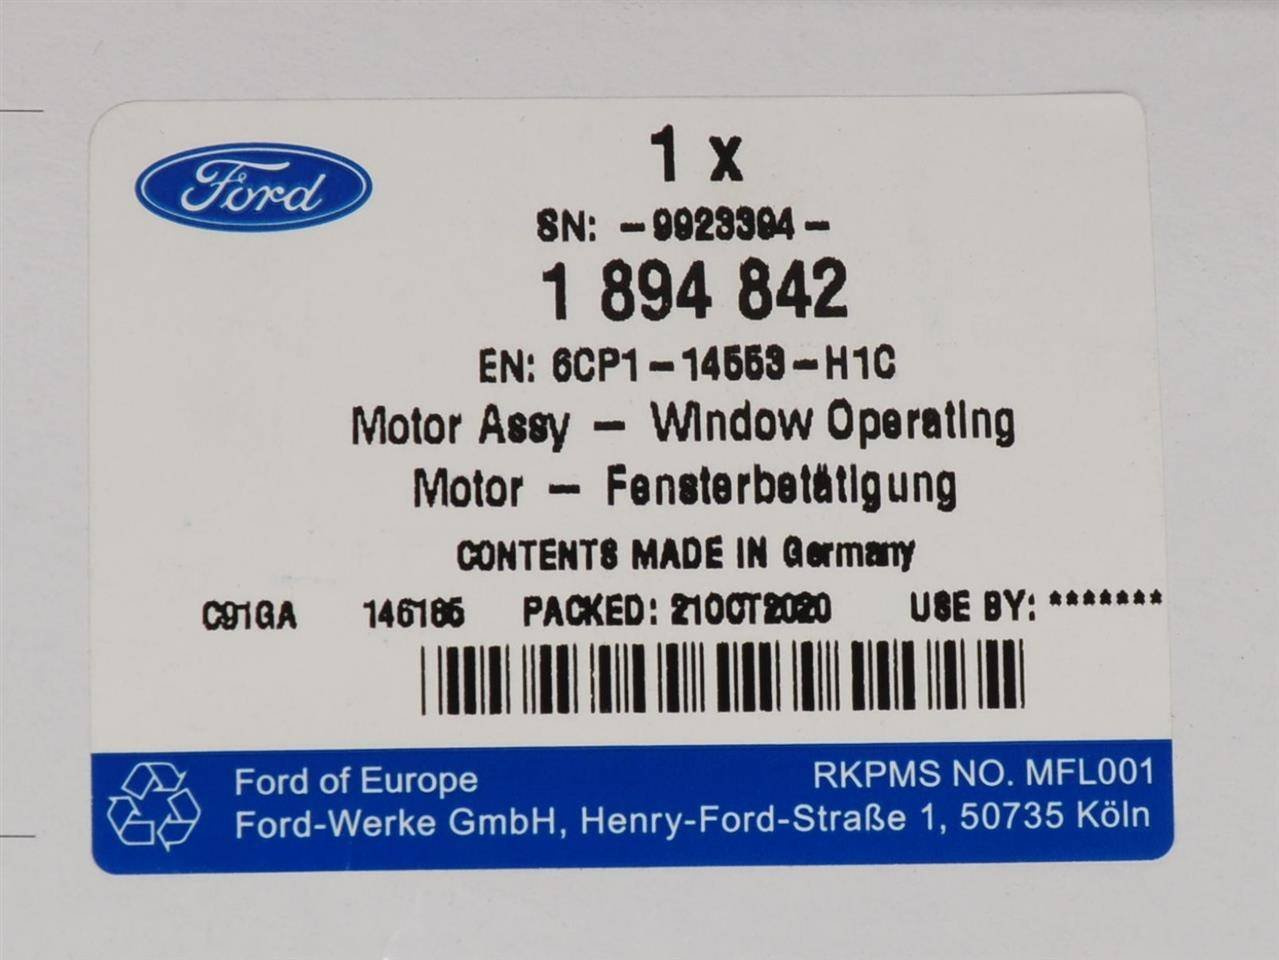 Ford
1 x
SN: -9923394-
1 894 842
EN: 6CP1-14553-H1C
Motor Assy - Window Operating
Motor - Fensterbetätigung
CONTENTS MADE IN Germany
C91GA 146185 PACKED: 21OCT2020 USE BY: *******
Ford of Europe RKPMS NO. MFL001
Ford-Werke GmbH, Henry-Ford-Straße 1, 50735 Köln